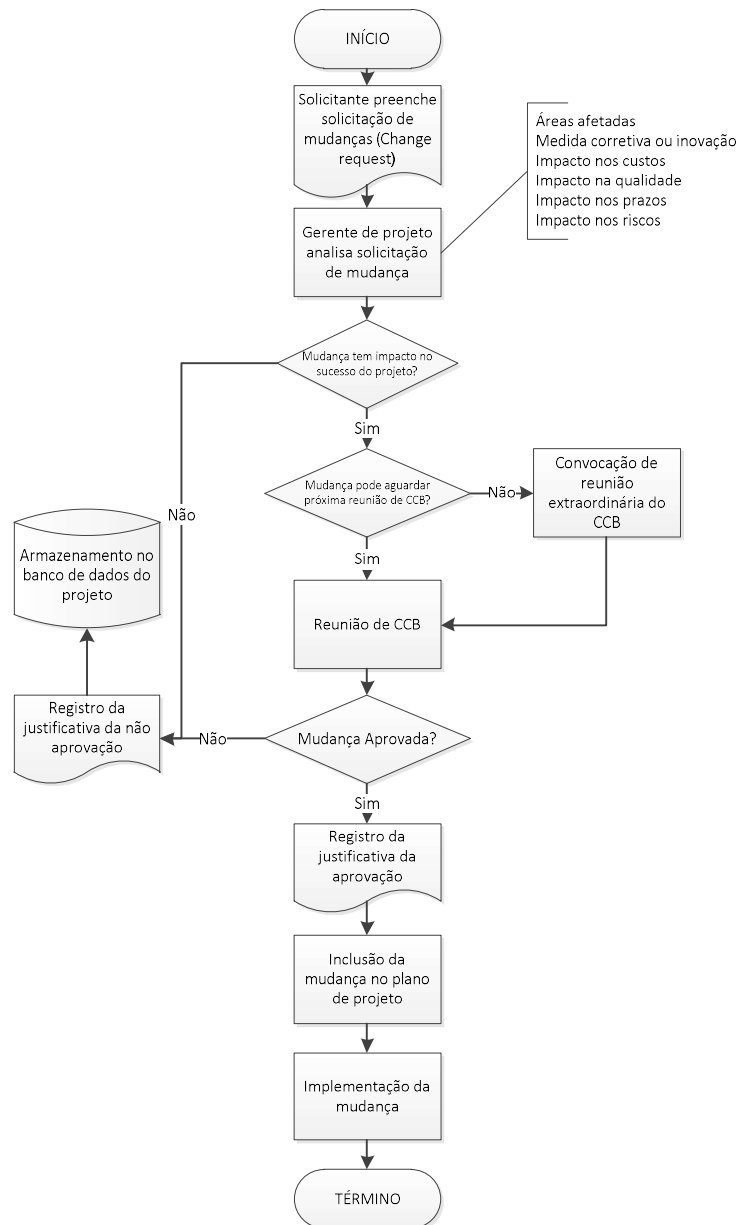 INÍCIO
Solicitante preenche
solicitação de
mudanças (Change
request)
Áreas afetadas
Medida corretiva ou inovação
Impacto nos custos
Impacto na qualidade
Impacto nos prazos
Impacto nos riscos
Gerente de projeto
analisa solicitação
de mudança
Mudança tem impacto no
sucesso do projeto?
Sim
Mudança pode aguardar
próxima reunião de CCB?
Não
Convocação de
reunião
extraordinária do
CCB
Não
Sim
Armazenamento no
banco de dados do
projeto
Reunião de CCB
Registro da
justificativa da não
aprovação
Não
Mudança Aprovada?
Sim
Registro da
justificativa da
aprovação
Inclusão da
mudança no plano
de projeto
Implementação da
mudança
TÉRMINO